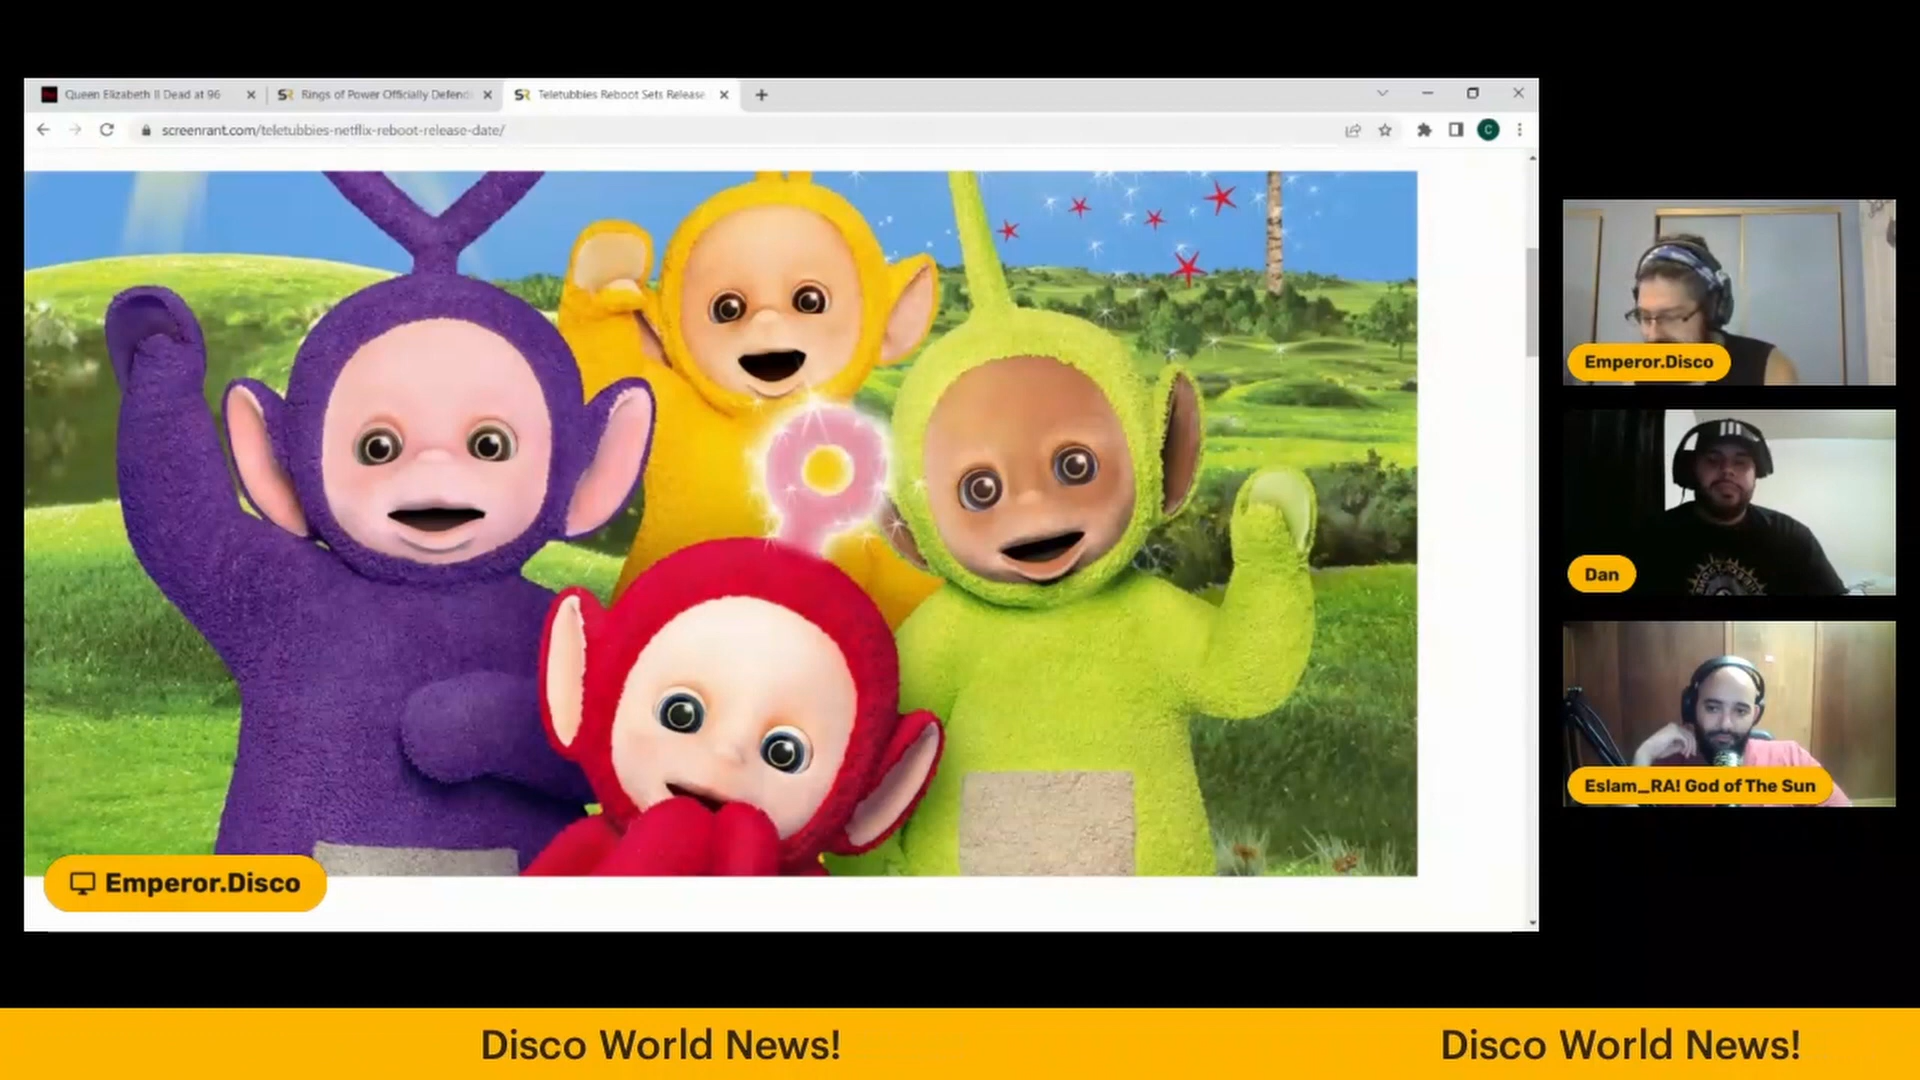 Queen Elizabeth II Dead at 96
Rings of Power Officially Defend
Teletubbies Reboot Sets Release
screenrant.com/teletubbies-netflix-reboot-release-date/
C
Emperor.Disco
Dan
Eslam_RA! God of The Sun
Emperor.Disco
Disco World News!
Disco World News!